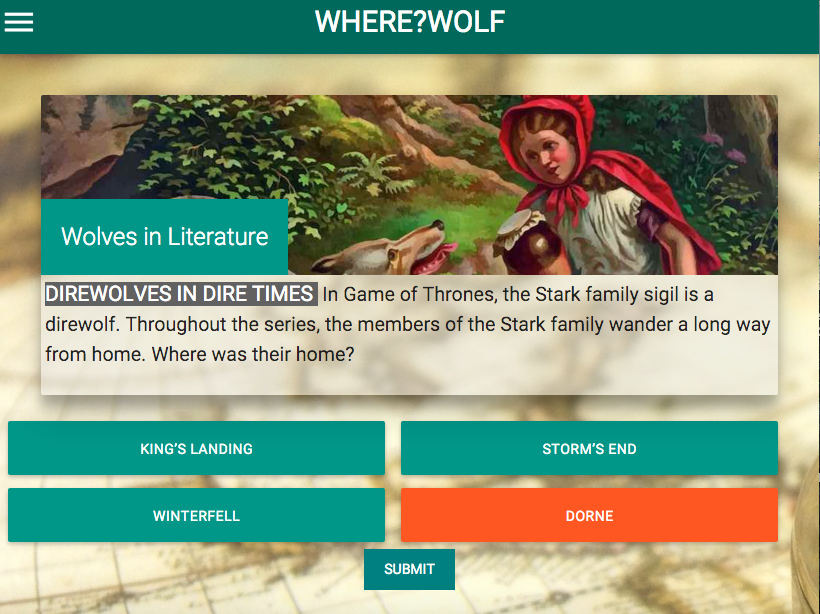 WHERE?WOLF
Wolves in Literature
DIREWOLVES IN DIRE TIMES In Game of Thrones, the Stark family sigil is a
direwolf. Throughout the series, the members of the Stark family wander a long way
from home. Where was their home?
KING’S LANDING
STORM’S END
WINTERFELL
DORNE
SUBMIT